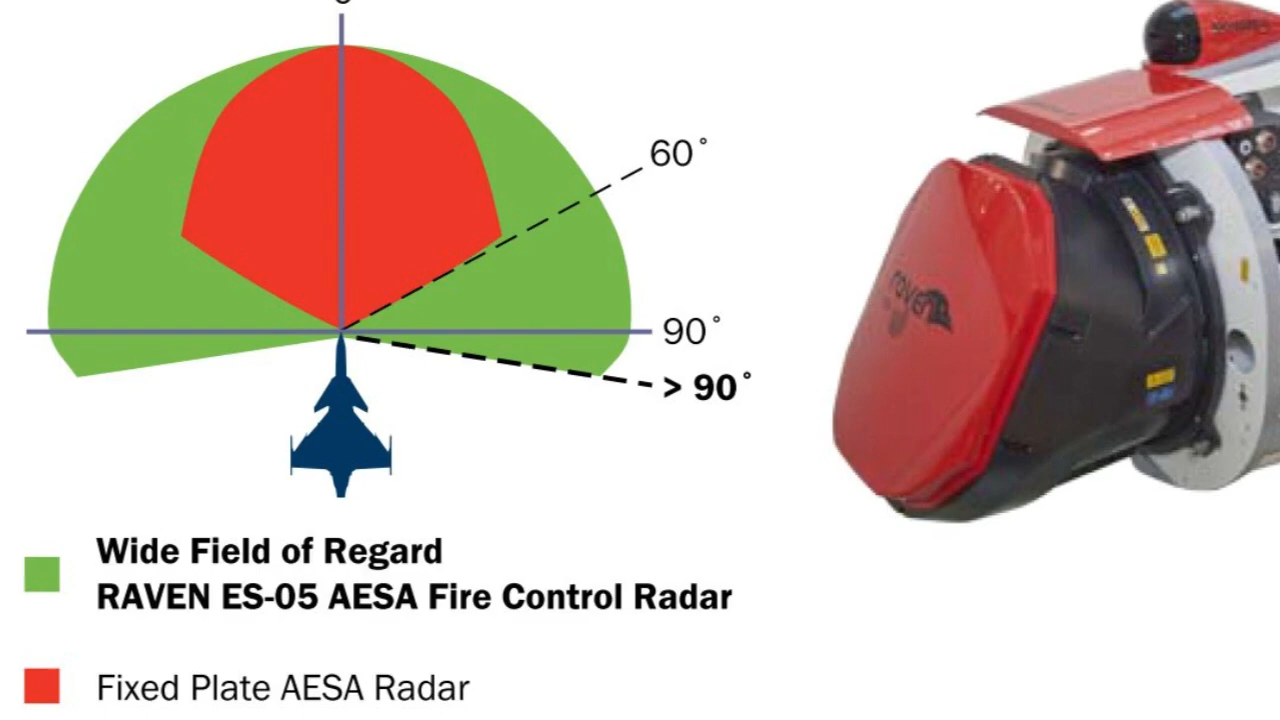 60°
90°
> 90°
raven
Wide Field of Regard
RAVEN ES-05 AESA Fire Control Radar
Fixed Plate AESA Radar